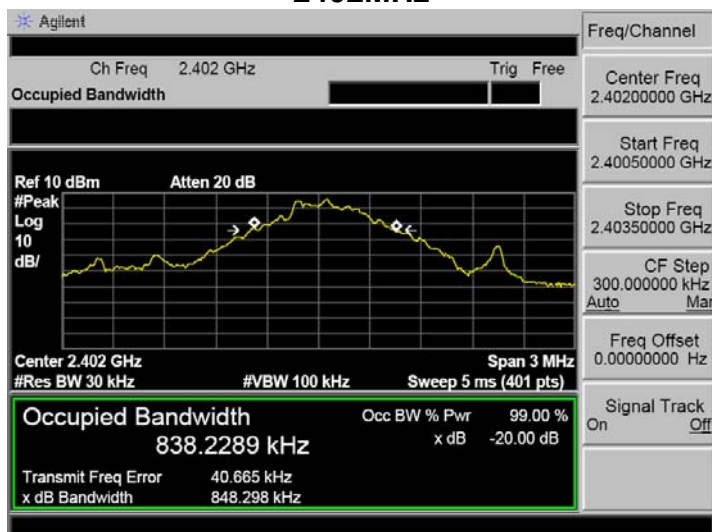 Agilent
Freq/Channel
Ch Freq 2.402 GHz Trig Free
Occupied Bandwidth
Center Freq
2.40200000 GHz
Start Freq
2.40050000 GHz
Ref 10 dBm Atten 20 dB
#Peak
Log
10
dB/
Stop Freq
2.40350000 GHz
CF Step
300.000000 kHz
Auto
Freq Offset
0.00000000 Hz
Center 2.402 GHz Span 3 MHz
#Res BW 30 kHz #VBW 100 kHz Sweep 5 ms (401 pts)
Signal Track
On Off
Occupied Bandwidth Occ BW % Pwr 99.00 %
838.2289 kHz x dB -20.00 dB
Transmit Freq Error 40.665 kHz
x dB Bandwidth 848.298 kHz